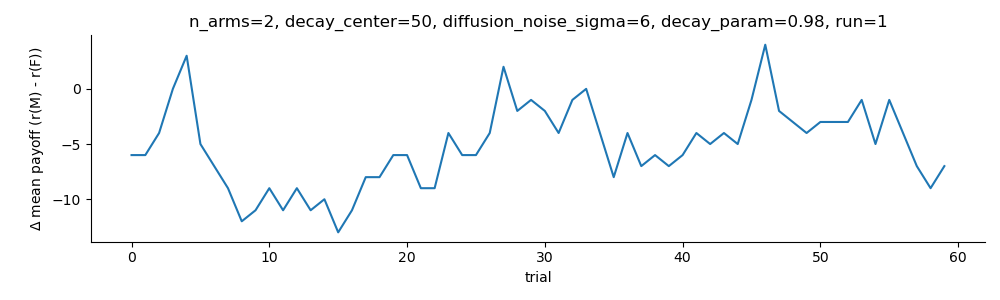 n_arms=2, decay_center=50, diffusion_noise_sigma=6, decay_param=0.98, run=1
Δ mean payoff (r(M) - r(F))
0
−5
−10
0 10 20 30 40 50 60
trial